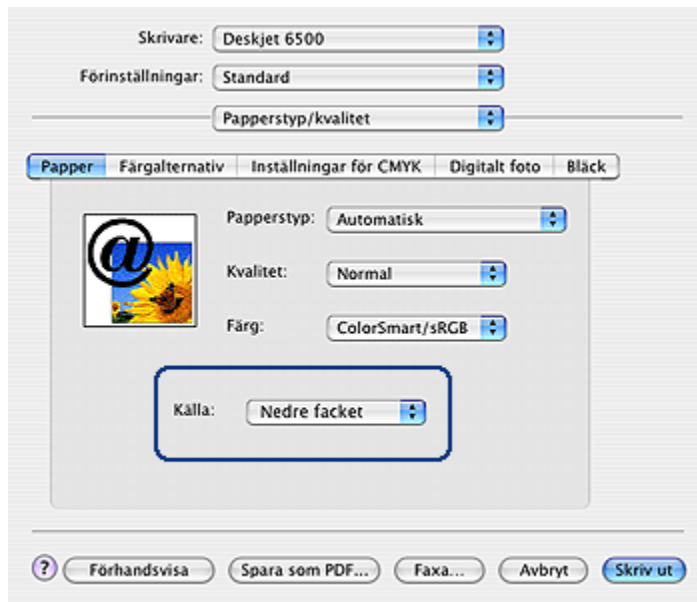 Skrivare: Deskjet 6500
Förinställningar: Standard
Papperstyp/kvalitet
Papper Färgalternativ Inställningar för CMYK Digitalt foto Bläck
Papperstyp: Automatisk
@
Kvalitet: Normal
Färg: ColorSmart/sRGB
Källa: Nedre facket
? Förhandsvisa Spara som PDF... Faxa... Avbryt Skriv ut